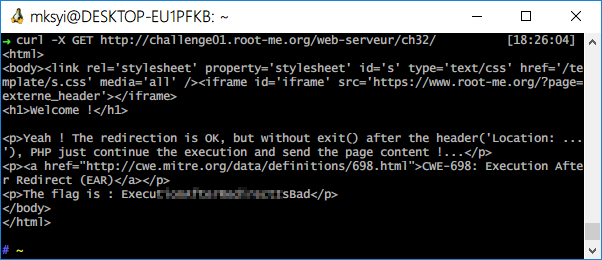 mksyi@DESKTOP-EU1PFKB: ~
→ curl -X GET http://challenge01.root-me.org/web-serveur/ch32/ [18:26:04]
<html>
<body><link rel='stylesheet' property='stylesheet' id='s' type='text/css' href='/te
mplate/s.css' media='all' /><iframe id='iframe' src='https://www.root-me.org/?page=
externe_header'></iframe>
<h1>Welcome !</h1>
<p>Yeah ! The redirection is OK, but without exit() after the header('Location: ...
'), PHP just continue the execution and send the page content !...</p>
<p><a href="http://cwe.mitre.org/data/definitions/698.html">CWE-698: Execution Afte
r Redirect (EAR)</a></p>
<p>The flag is : Execu sBad</p>
</body>
</html>
# ~